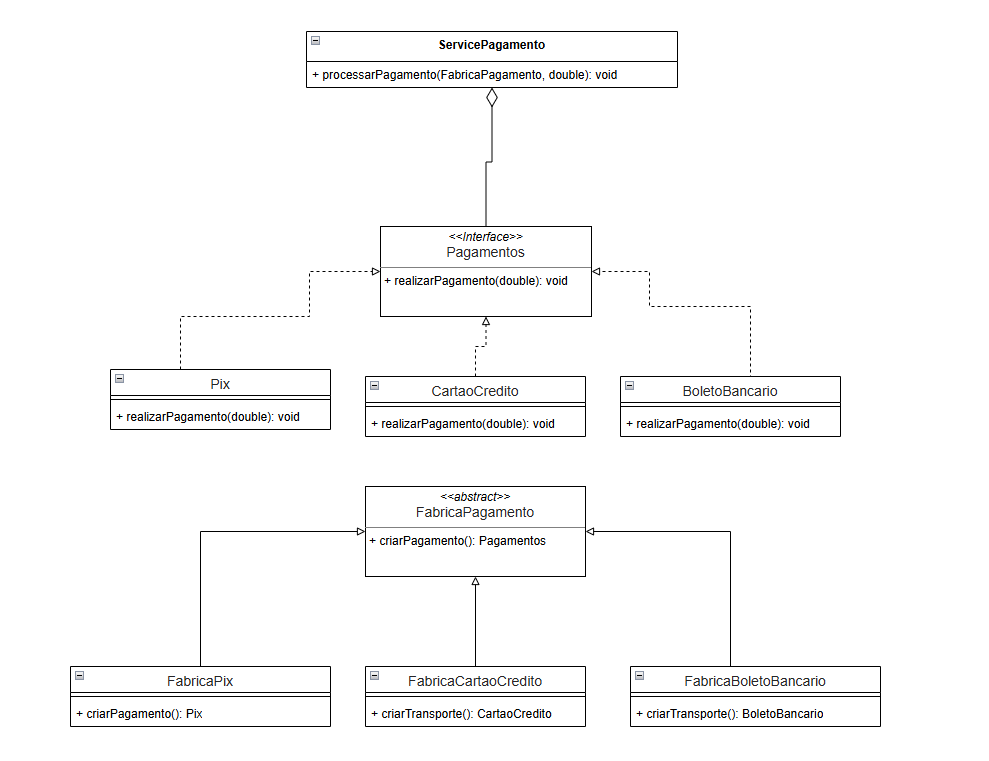 ServicePagamento
+ processarPagamento(FabricaPagamento, double): void
<<Interface>>
Pagamentos
+ realizarPagamento(double): void
Pix
+ realizarPagamento(double): void
CartaoCredito
+ realizarPagamento(double): void
BoletoBancario
+ realizarPagamento(double): void
<<abstract>>
FabricaPagamento
+ criarPagamento(): Pagamentos
FabricaPix
+ criarPagamento(): Pix
FabricaCartaoCredito
+ criarTransporte(): CartaoCredito
FabricaBoletoBancario
+ criarTransporte(): BoletoBancario